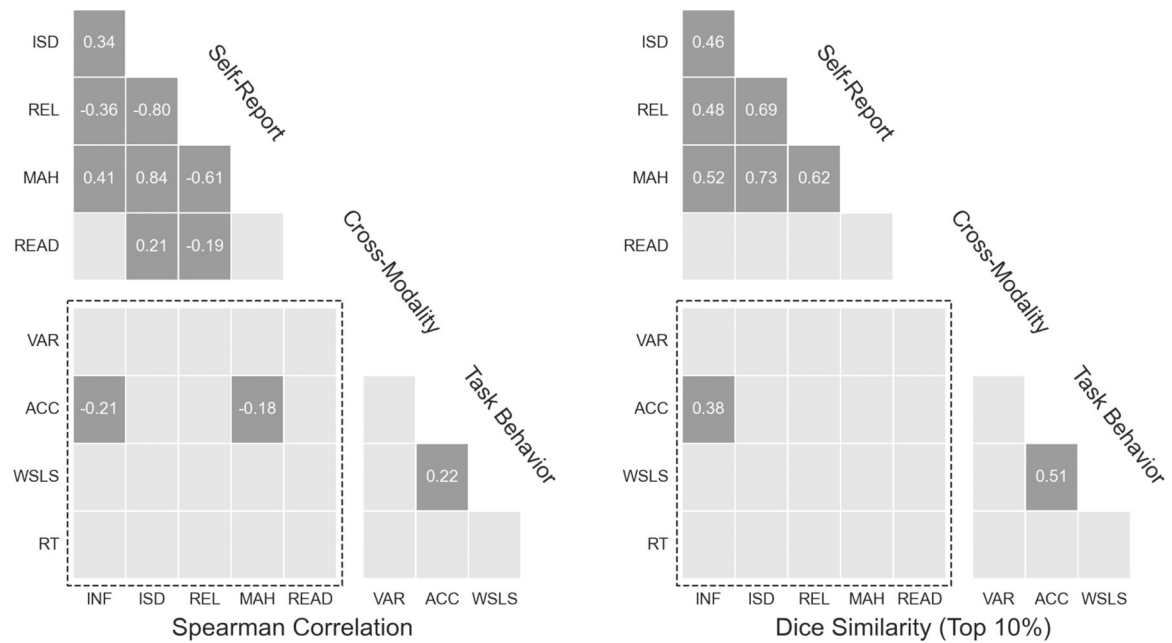 ISD 0.34
REL -0.36 -0.80
MAH 0.41 0.84 -0.61
READ 0.21 -0.19
Self-Report
Cross-Modality
Task Behavior
VAR
ACC -0.21 -0.18
WSLS 0.22
RT
INF ISD REL MAH READ VAR ACC WSLS
Spearman Correlation
ISD 0.46
REL 0.48 0.69
MAH 0.52 0.73 0.62
READ
Self-Report
Cross-Modality
Task Behavior
VAR
ACC 0.38
WSLS 0.51
RT
INF ISD REL MAH READ VAR ACC WSLS
Dice Similarity (Top 10%)